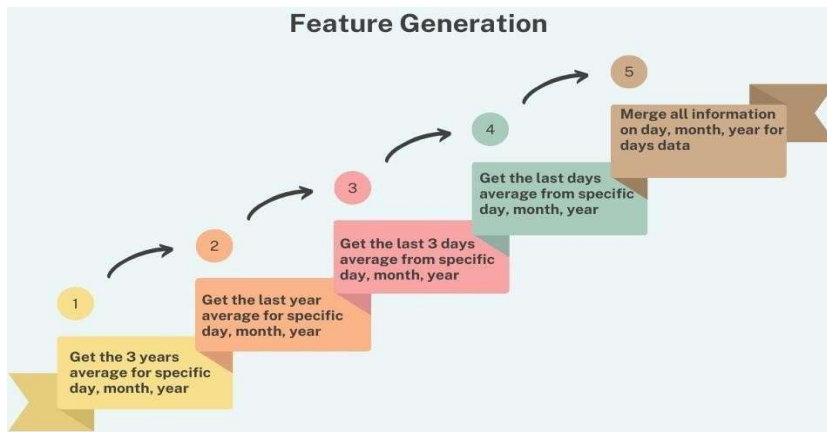 Feature Generation
1
Get the 3 years
average for specific
day, month, year
2
Get the last year
average for specific
day, month, year
3
Get the last 3 days
average from specific
day, month, year
4
Get the last days
average from specific
day, month, year
5
Merge all information
on day, month, year for
days data